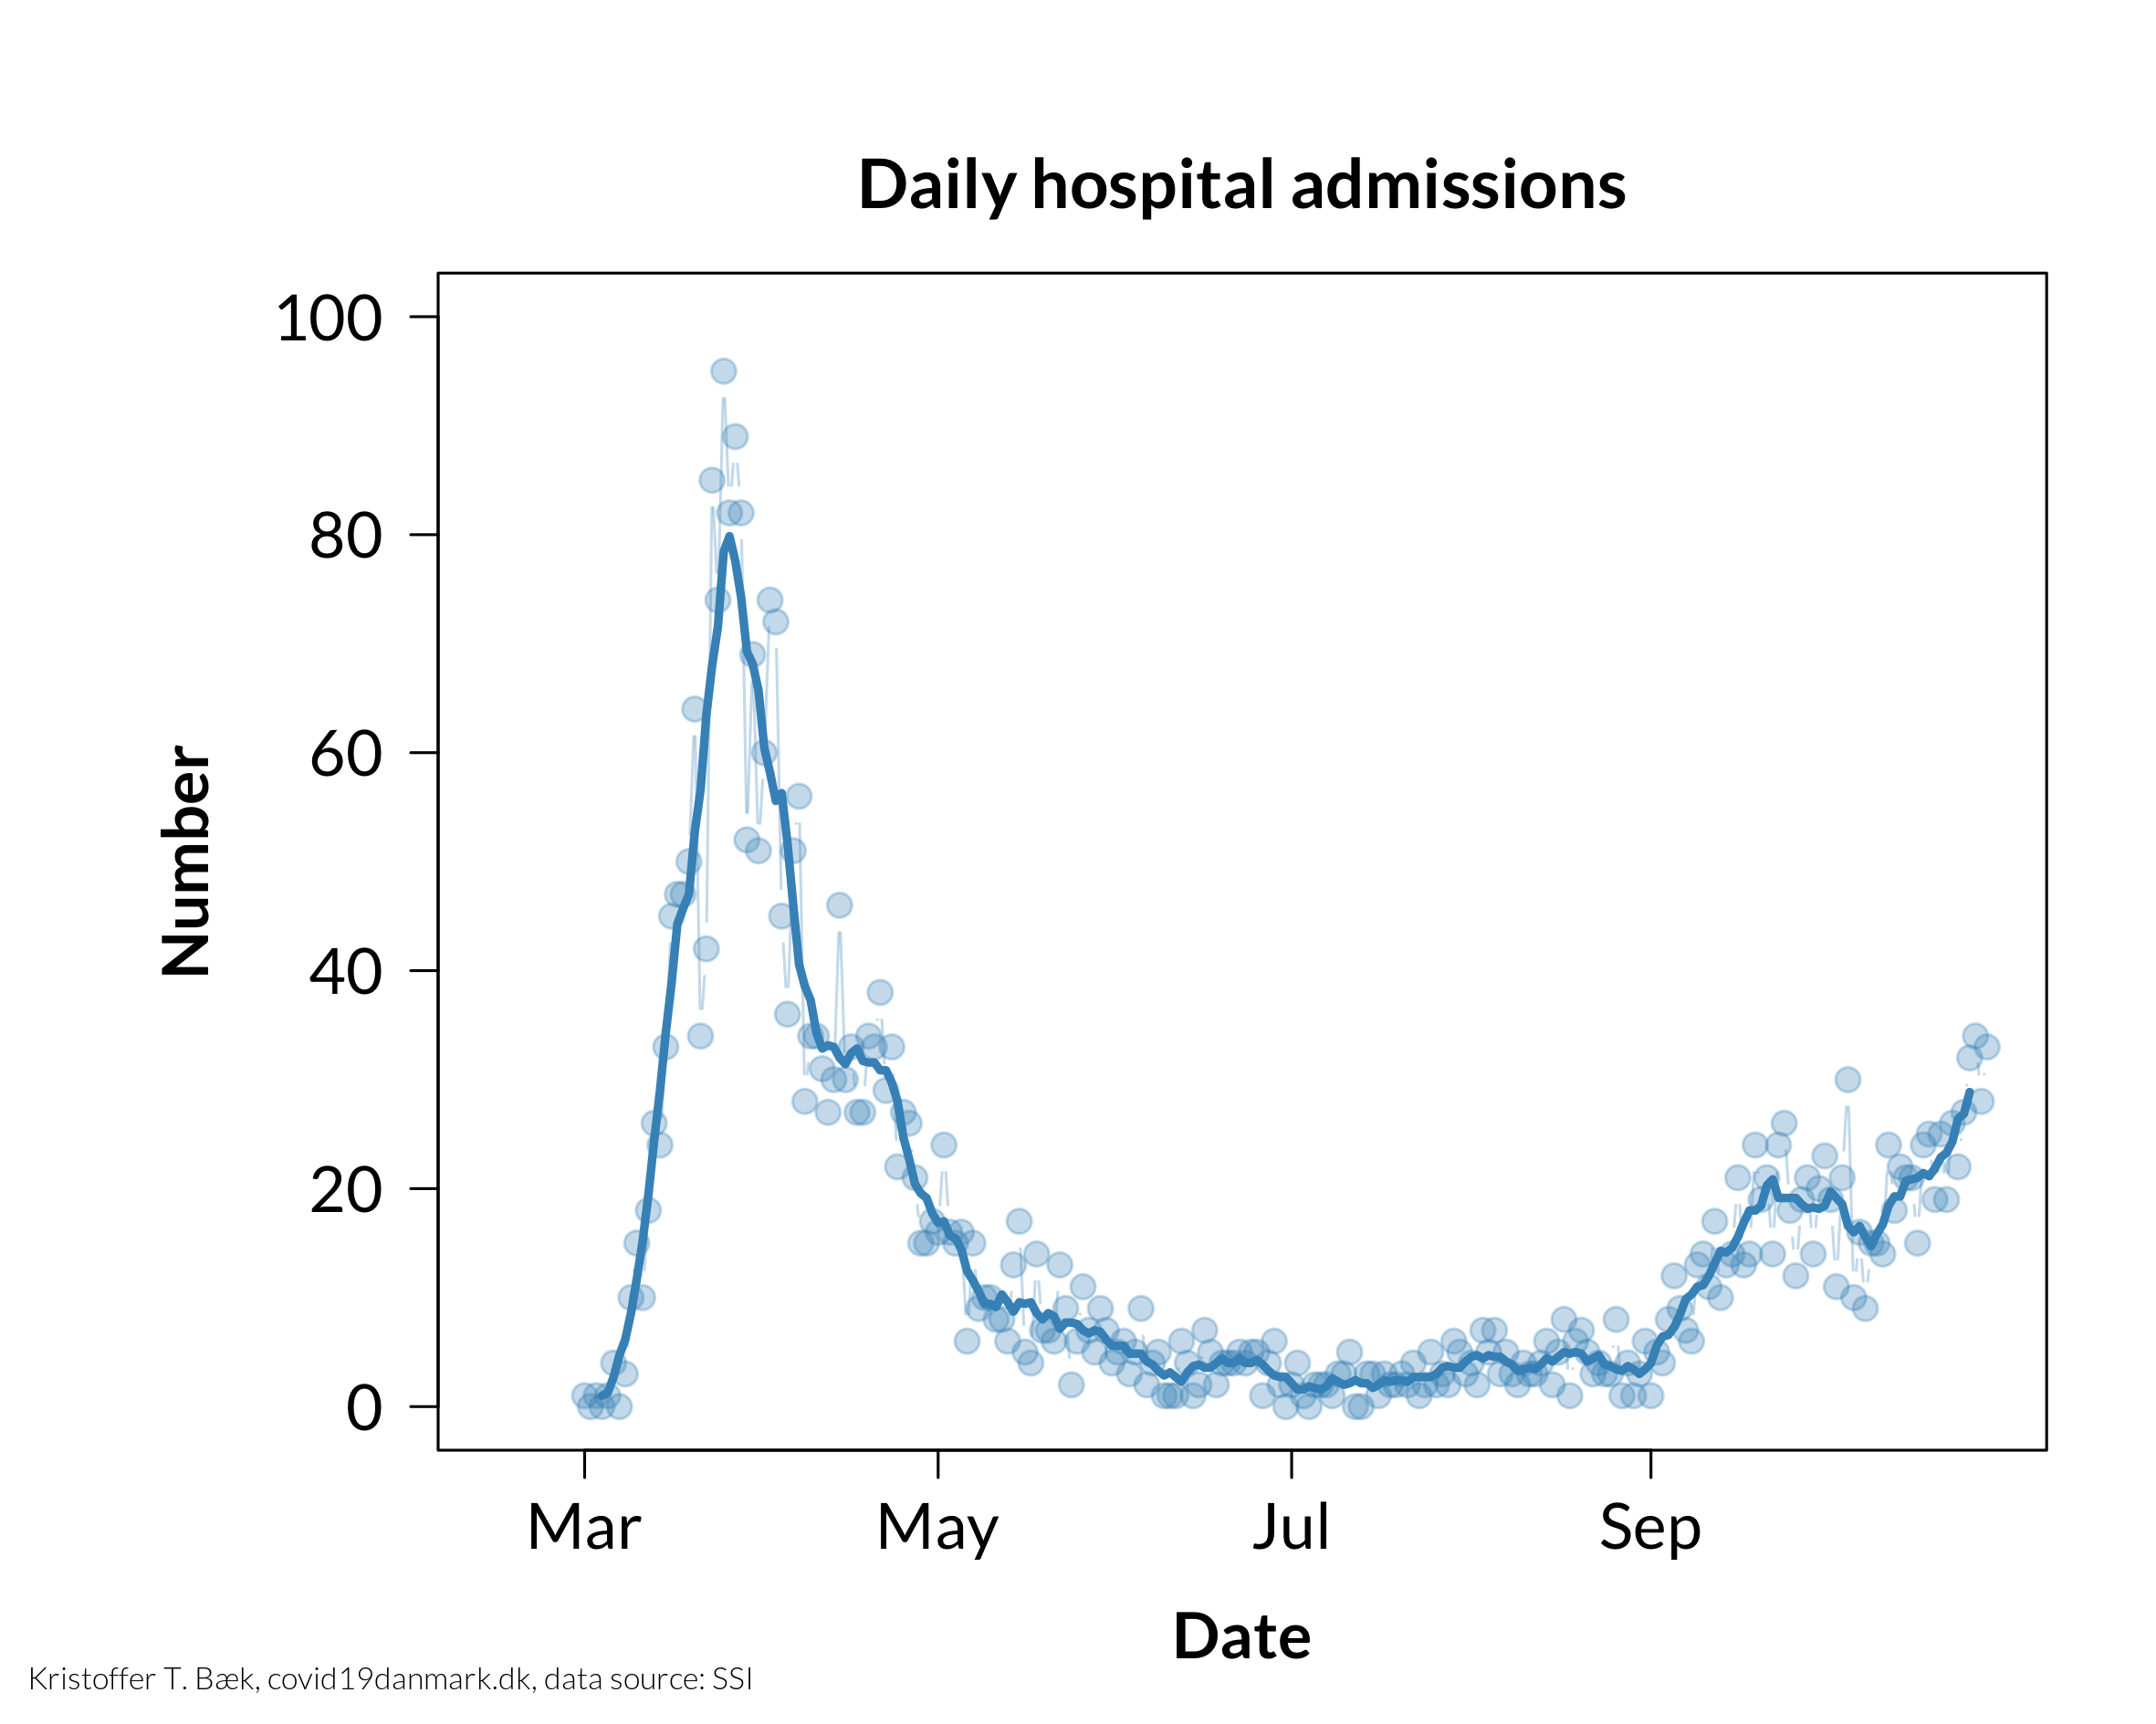 Daily hospital admissions
100
80
60
40
20
0
Number
Mar May Jul Sep
Date
Kristoffer T. Bæk, covid19danmark.dk, data source: SSI